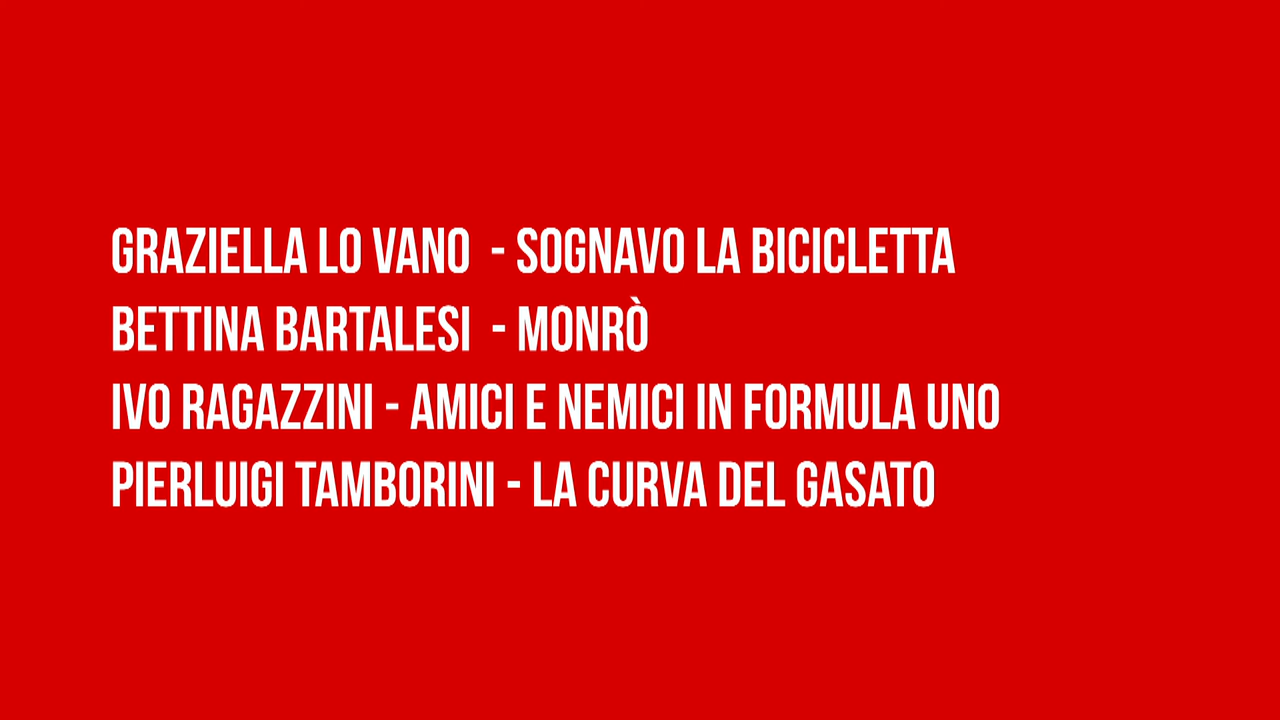 GRAZIELLA LO VANO - SOGNAVO LA BICICLETTA
BETTINA BARTALESI - MONRÒ
IVO RAGAZZINI - AMICI E NEMICI IN FORMULA UNO
PIERLUIGI TAMBORINI - LA CURVA DEL GASATO